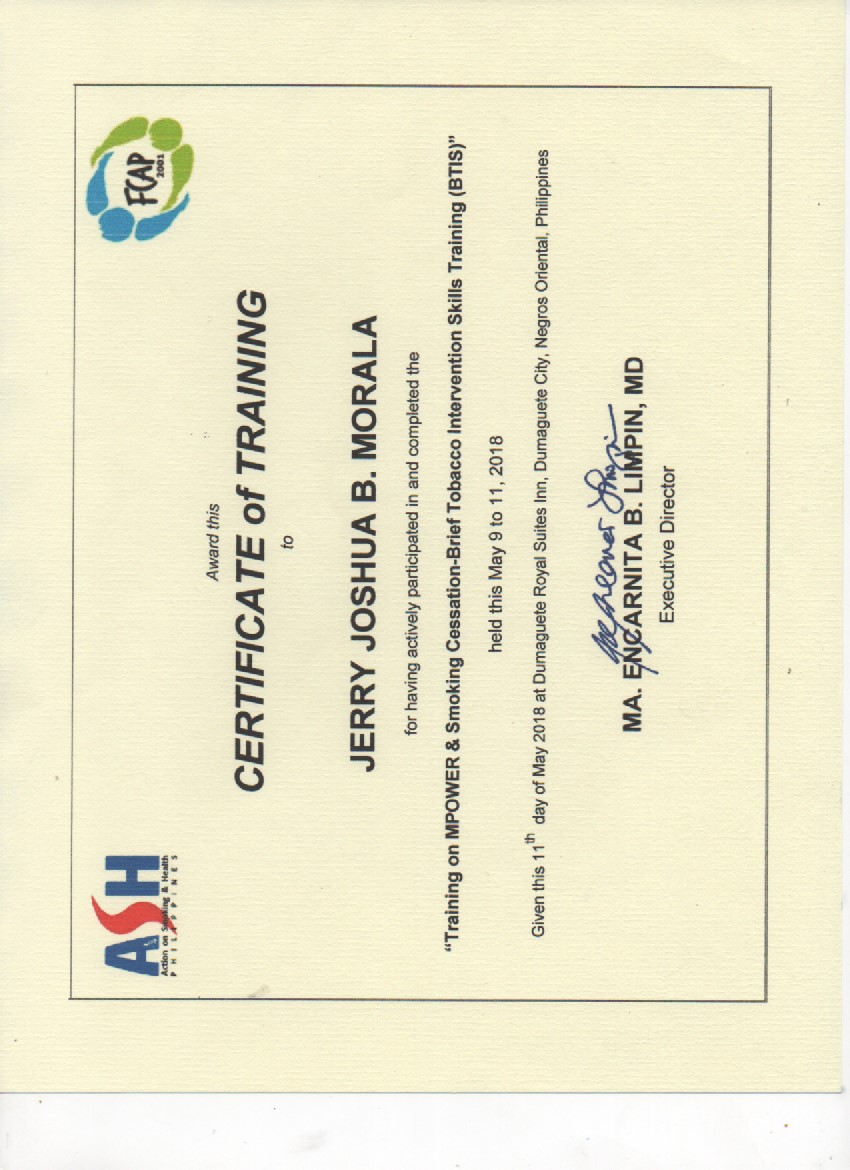 ASH
Action on Smoking & Health
PHILIPPINES
FCAP
2001
Award this
CERTIFICATE of TRAINING
to
JERRY JOSHUA B. MORALA
for having actively participated in and completed the
“Training on MPOWER & Smoking Cessation-Brief Tobacco Intervention Skills Training (BTIS)”
held this May 9 to 11, 2018
Given this 11th day of May 2018 at Dumaguete Royal Suites Inn, Dumaguete City, Negros Oriental, Philippines
MA. ENCARNITA B. LIMPIN, MD
Executive Director